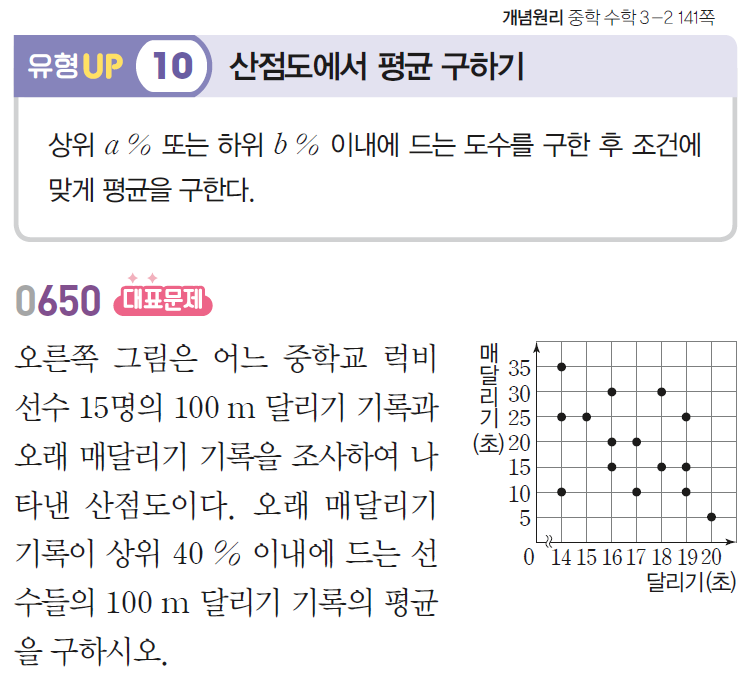 개념원리 중학 수학 3-2 141쪽
유형UP 10 산점도에서 평균 구하기
상위 a % 또는 하위 b % 이내에 드는 도수를 구한 후 조건에
맞게 평균을 구한다.
0650 대표문제
오른쪽 그림은 어느 중학교 럭비
선수 15명의 100 m 달리기 기록과
오래 매달리기 기록을 조사하여 나
타낸 산점도이다. 오래 매달리기
기록이 상위 40 % 이내에 드는 선
수들의 100 m 달리기 기록의 평균
을 구하시오.
매달리기(초)
35
30
25
20
15
10
5
0 14 15 16 17 18 19 20
달리기(초)